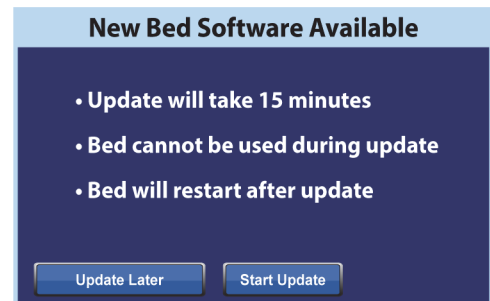 New Bed Software Available
• Update will take 15 minutes
• Bed cannot be used during update
• Bed will restart after update
Update Later Start Update